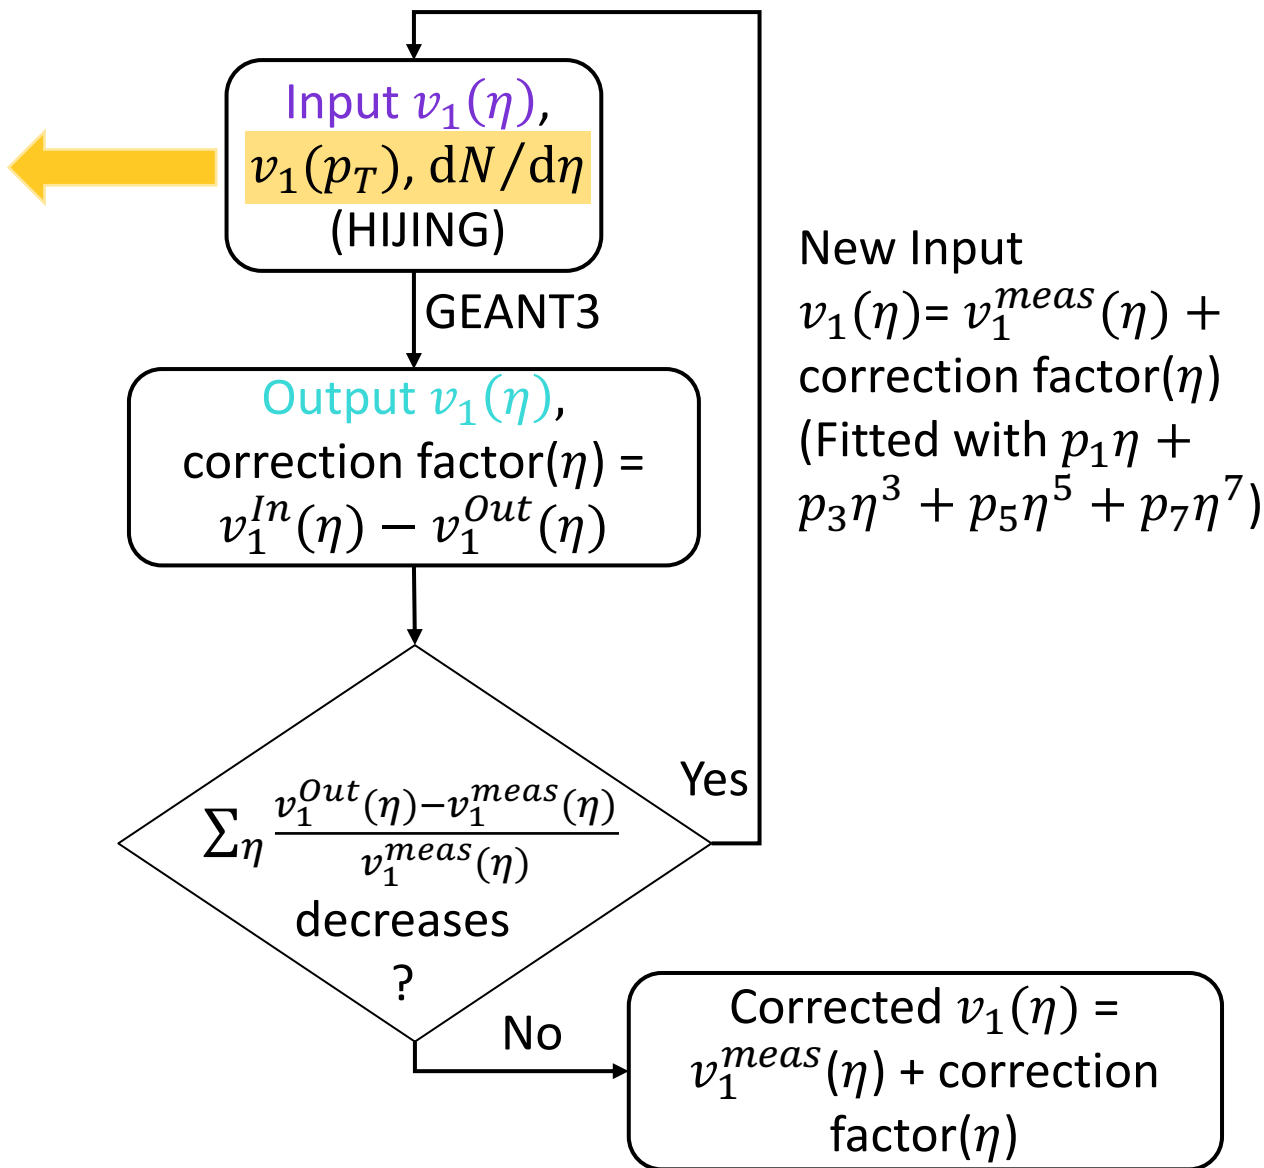 Input 𝑣₁(𝜂),
𝑣₁(𝑝_𝑇), d𝑁/d𝜂
(HIJING)
GEANT3
Output 𝑣₁(𝜂),
correction factor(𝜂) =
𝑣₁^{𝐼𝑛}(𝜂) − 𝑣₁^{𝑂𝑢𝑡}(𝜂)
New Input
𝑣₁(𝜂)= 𝑣₁^{𝑚𝑒𝑎𝑠}(𝜂) +
correction factor(𝜂)
(Fitted with 𝑝₁𝜂 +
𝑝₃𝜂³ + 𝑝₅𝜂⁵ + 𝑝₇𝜂⁷)
Yes
∑_𝜂 \frac{𝑣₁^{𝑂𝑢𝑡}(𝜂)−𝑣₁^{𝑚𝑒𝑎𝑠}(𝜂)}{𝑣₁^{𝑚𝑒𝑎𝑠}(𝜂)}
decreases
?
No
Corrected 𝑣₁(𝜂) =
𝑣₁^{𝑚𝑒𝑎𝑠}(𝜂) + correction
factor(𝜂)